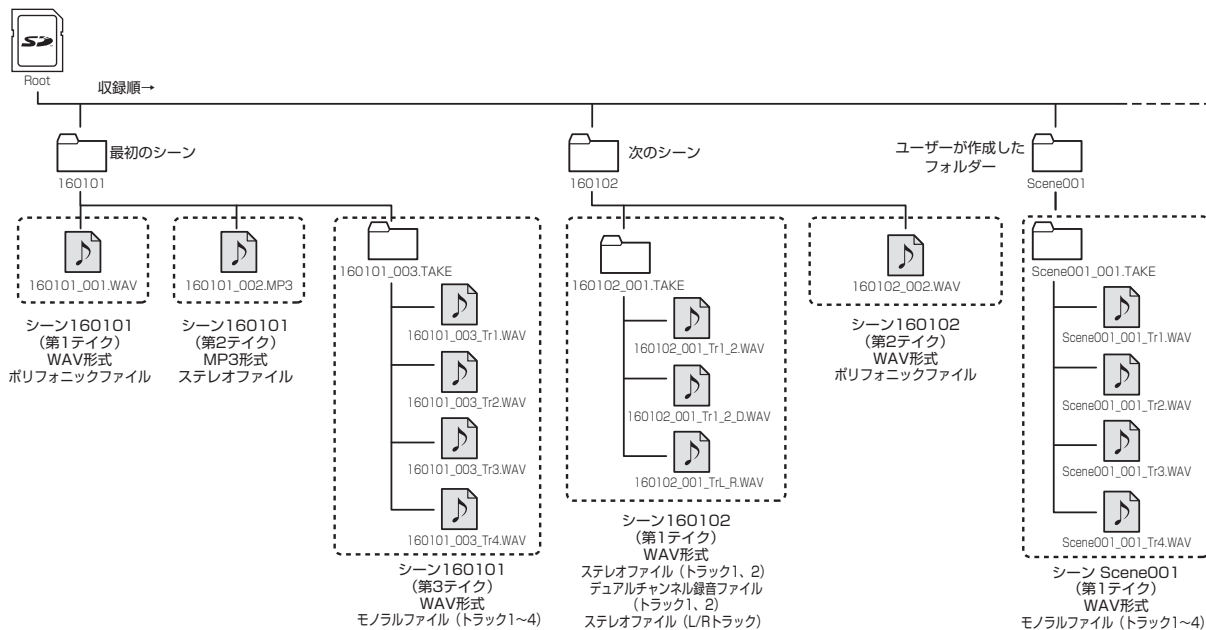 SD
Root
収録順→
最初のシーン
160101
次のシーン
160102
ユーザーが作成した
フォルダー
Scene001
160101_001.WAV
シーン160101
(第1テイク)
WAV形式
ポリフォニックファイル
160101_002.MP3
シーン160101
(第2テイク)
MP3形式
ステレオファイル
160101_003.TAKE
160101_003_Tr1.WAV
160101_003_Tr2.WAV
160101_003_Tr3.WAV
160101_003_Tr4.WAV
シーン160101
(第3テイク)
WAV形式
モノラルファイル (トラック1~4)
160102_001.TAKE
160102_001_Tr1_2.WAV
160102_001_Tr1_2_D.WAV
160102_001_TrL_R.WAV
シーン160102
(第1テイク)
WAV形式
ステレオファイル (トラック1、2)
デュアルチャンネル録音ファイル
(トラック1、2)
ステレオファイル (L/Rトラック)
160102_002.WAV
シーン160102
(第2テイク)
WAV形式
ポリフォニックファイル
Scene001_001.TAKE
Scene001_001_Tr1.WAV
Scene001_001_Tr2.WAV
Scene001_001_Tr3.WAV
Scene001_001_Tr4.WAV
シーン Scene001
(第1テイク)
WAV形式
モノラルファイル (トラック1~4)